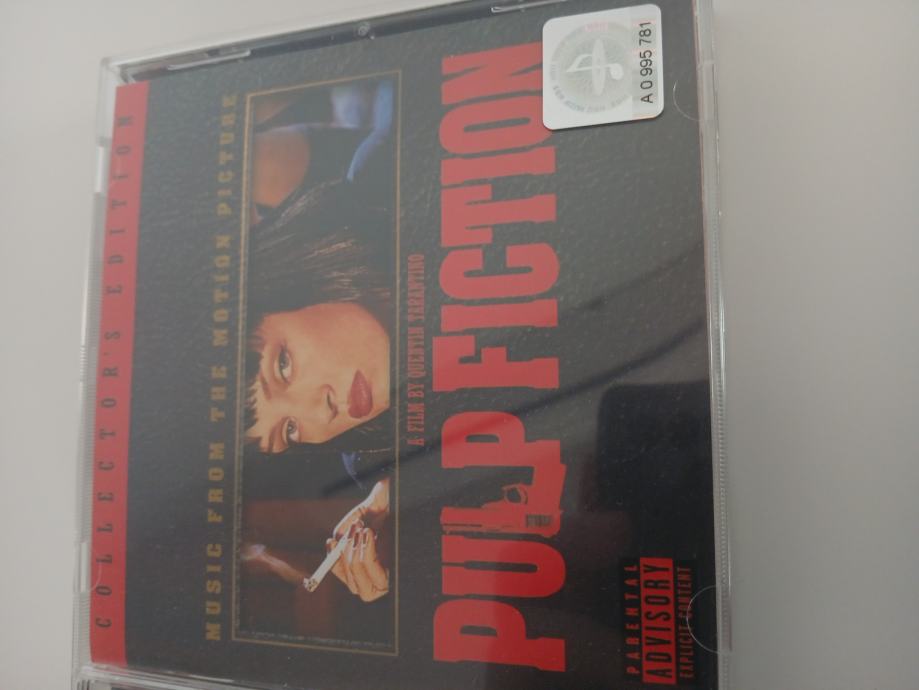 COLLECTOR'S EDITION
MUSIC FROM THE MOTION PICTURE
A FILM BY QUENTIN TARANTINO
PULP FICTION
A 0 995 781
PARENTAL
ADVISORY
EXPLICIT CONTENT